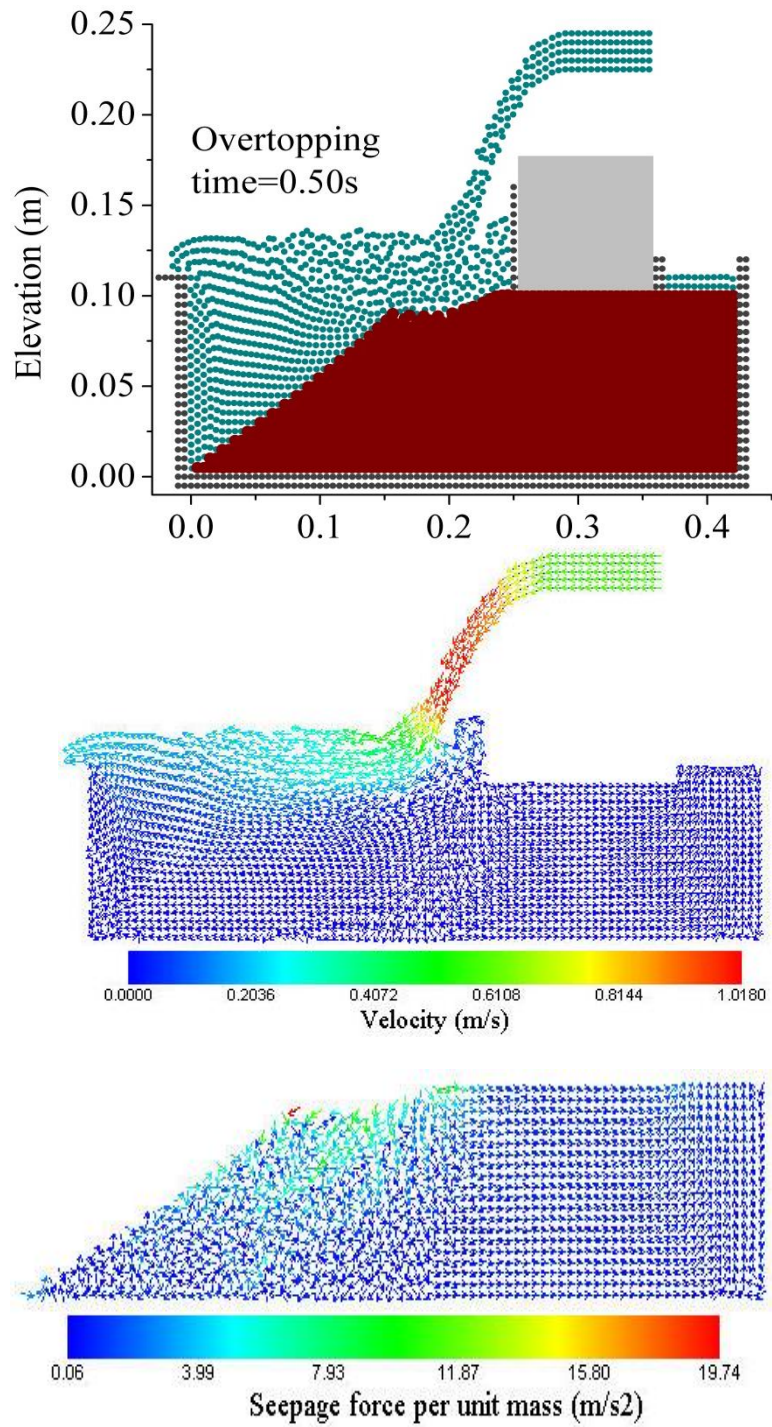 0.25
0.20
0.15
0.10
0.05
0.00
Elevation (m)
Overtopping
time=0.50s
0.0 0.1 0.2 0.3 0.4
0.0000 0.2036 0.4072 0.6108 0.8144 1.0180
Velocity (m/s)
0.06 3.99 7.93 11.87 15.80 19.74
Seepage force per unit mass (m/s2)